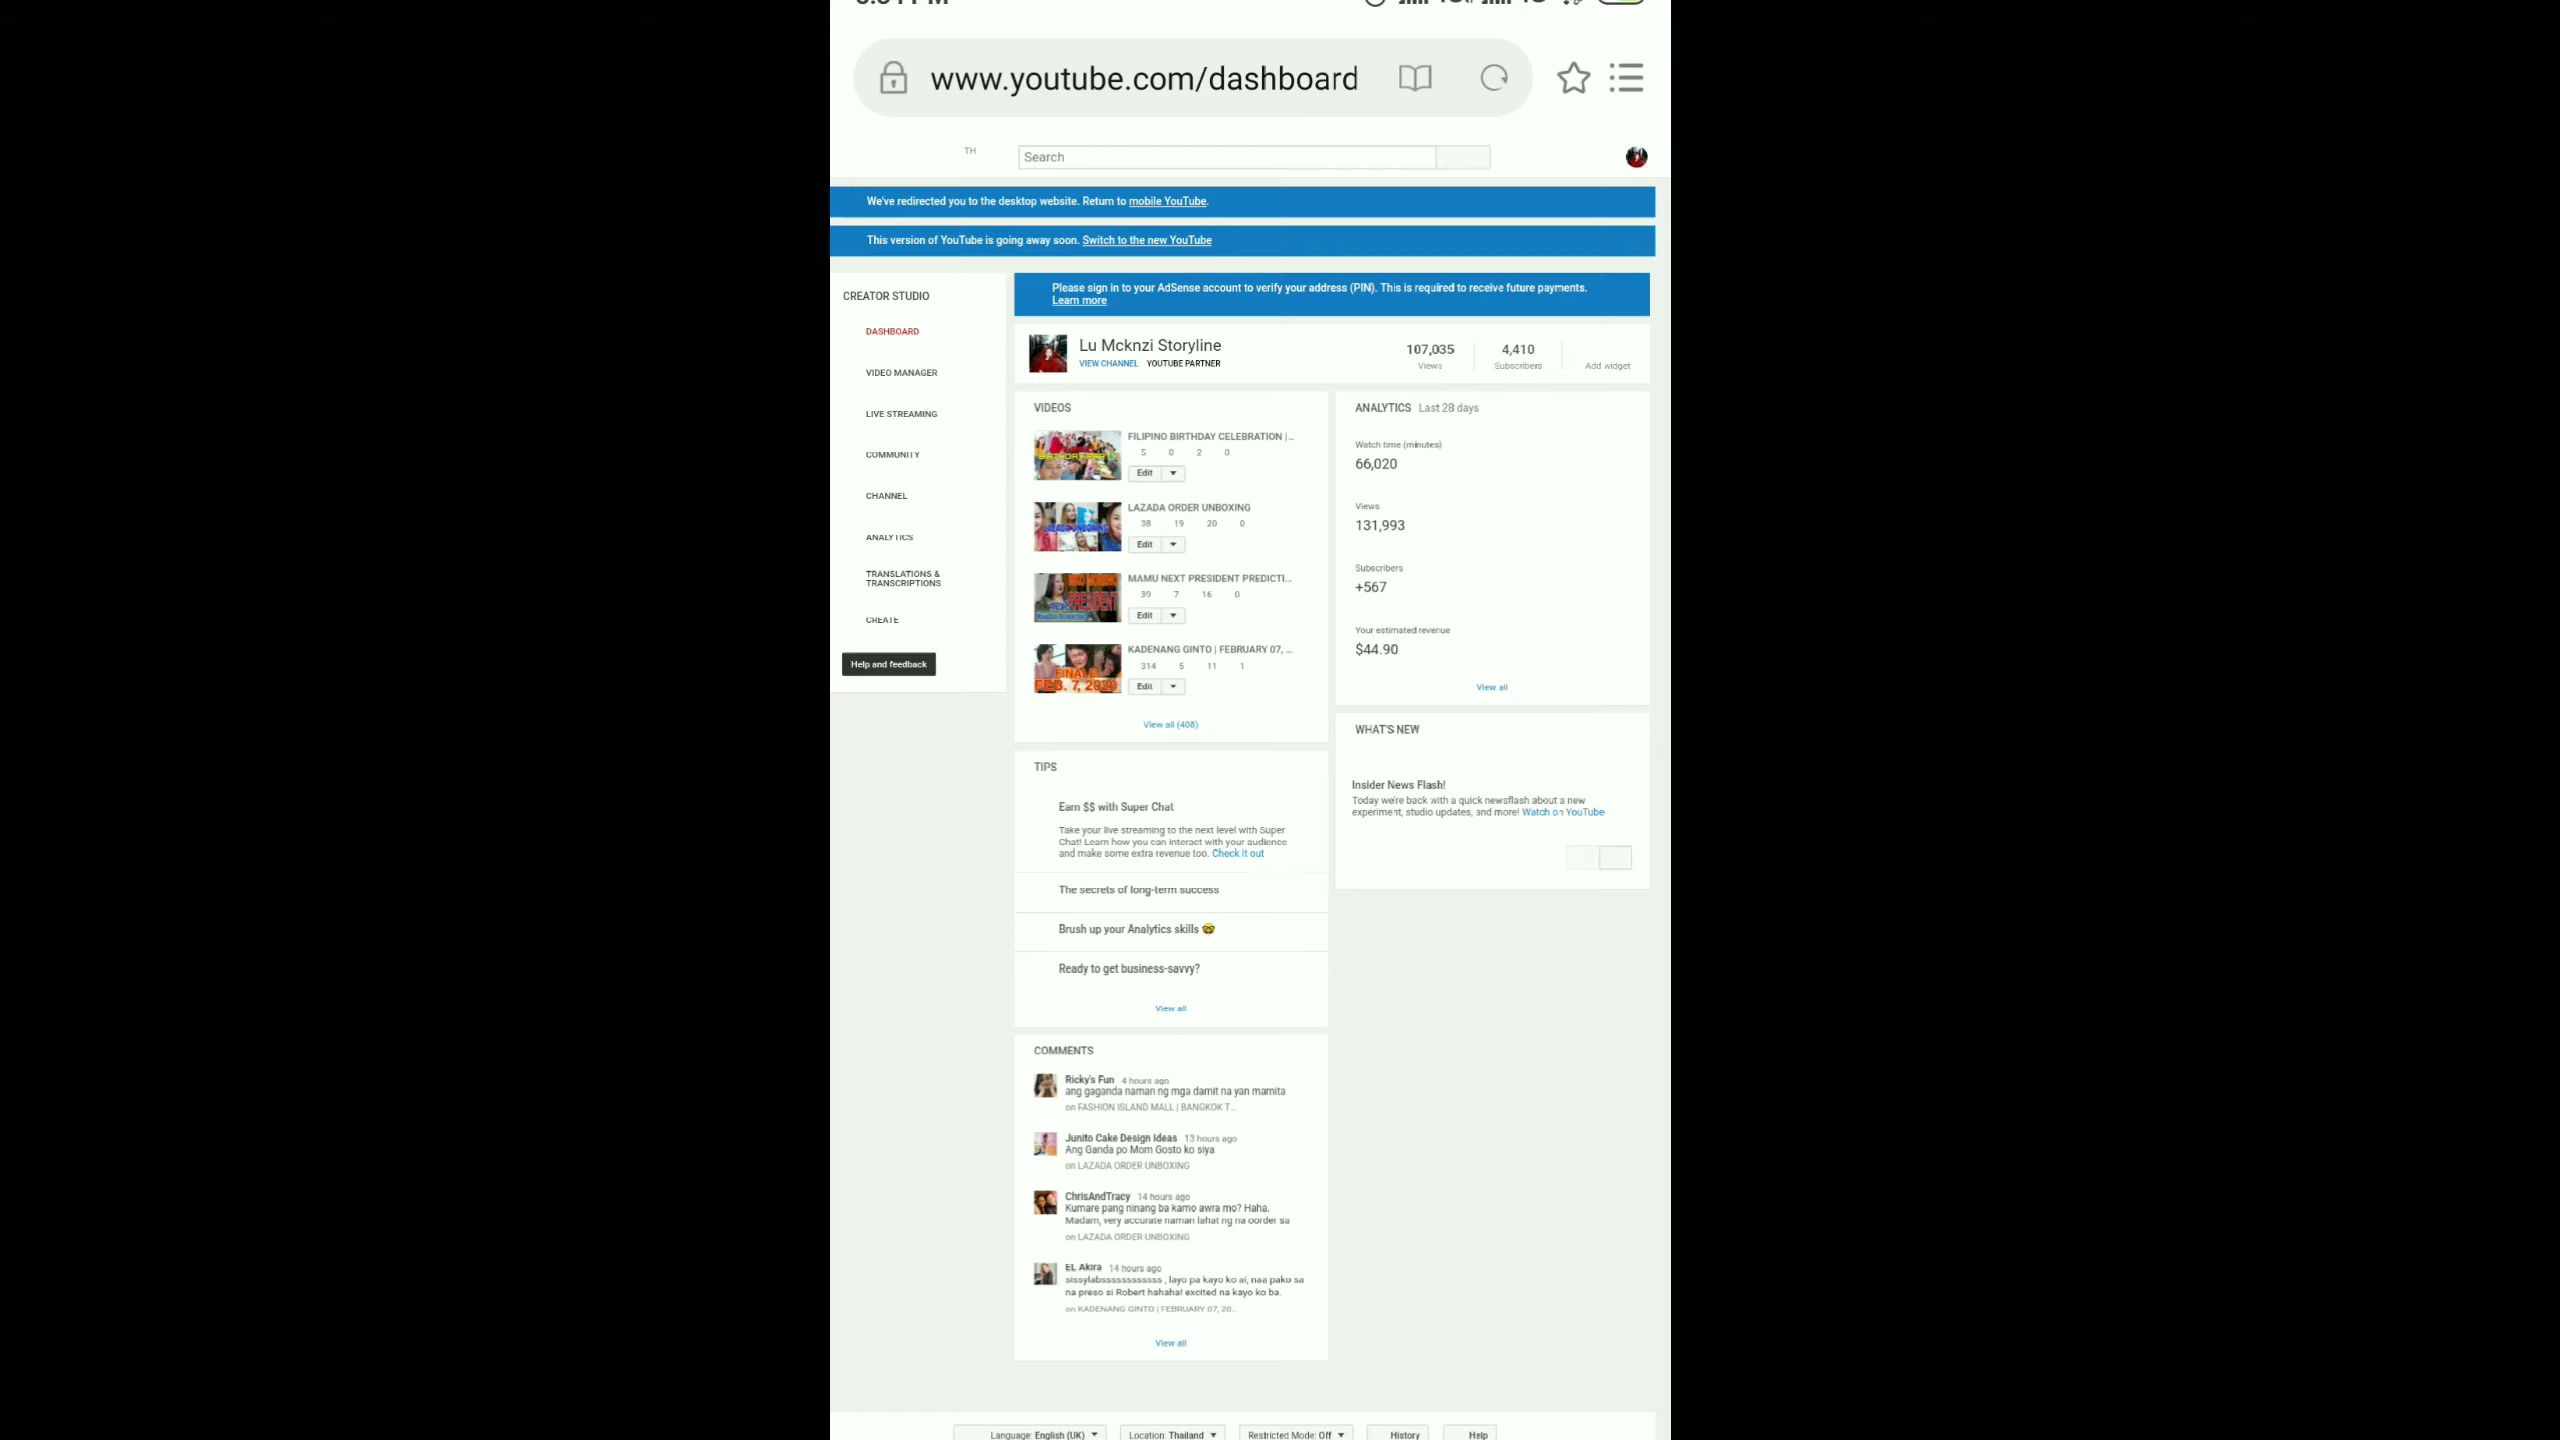 www.youtube.com/dashboard
TH
Search
We've redirected you to the desktop website. Return to mobile YouTube.
This version of YouTube is going away soon. Switch to the new YouTube
CREATOR STUDIO
DASHBOARD
VIDEO MANAGER
LIVE STREAMING
COMMUNITY
CHANNEL
ANALYTICS
TRANSLATIONS &
TRANSCRIPTIONS
CREATE
Help and feedback
Please sign in to your AdSense account to verify your address (PIN). This is required to receive future payments.
Learn more
Lu Mcknzi Storyline
VIEW CHANNEL YOUTUBE PARTNER
107,035
Views
4,410
Subscribers
Add widget
VIDEOS
FILIPINO BIRTHDAY CELEBRATION |...
5 0 2 0
Edit
LAZADA ORDER UNBOXING
38 19 20 0
Edit
MAMU NEXT PRESIDENT PREDICTI...
39 7 16 0
Edit
PRESIDENT
KADENANG GINTO | FEBRUARY 07, ...
314 5 11 1
Edit
FEB. 7, 2020
View all (408)
ANALYTICS Last 28 days
Watch time (minutes)
66,020
Views
131,993
Subscribers
+567
Your estimated revenue
$44.90
View all
WHAT'S NEW
Insider News Flash!
Today we're back with a quick newsflash about a new
experiment, studio updates, and more! Watch on YouTube
TIPS
Earn $$ with Super Chat
Take your live streaming to the next level with Super
Chat! Learn how you can interact with your audience
and make some extra revenue too. Check it out
The secrets of long-term success
Brush up your Analytics skills 🤓
Ready to get business-savvy?
View all
COMMENTS
Ricky's Fun 4 hours ago
ang gaganda naman ng mga damit na yan mamita
on FASHION ISLAND MALL | BANGKOK T...
Junito Cake Design Ideas 13 hours ago
Ang Ganda po Mom Gosto ko siya
on LAZADA ORDER UNBOXING
ChrisAndTracy 14 hours ago
Kumare pang ninang ba kamo awra mo? Haha.
Madam, very accurate naman lahat ng na oorder sa
on LAZADA ORDER UNBOXING
EL Akira 14 hours ago
sissylabssssssssssss , layo pa kayo ko ai, naa pako sa
na preso si Robert hahaha! excited na kayo ko ba.
on KADENANG GINTO | FEBRUARY 07, 20...
View all
Language: English (UK)
Location: Thailand
Restricted Mode: Off
History
Help